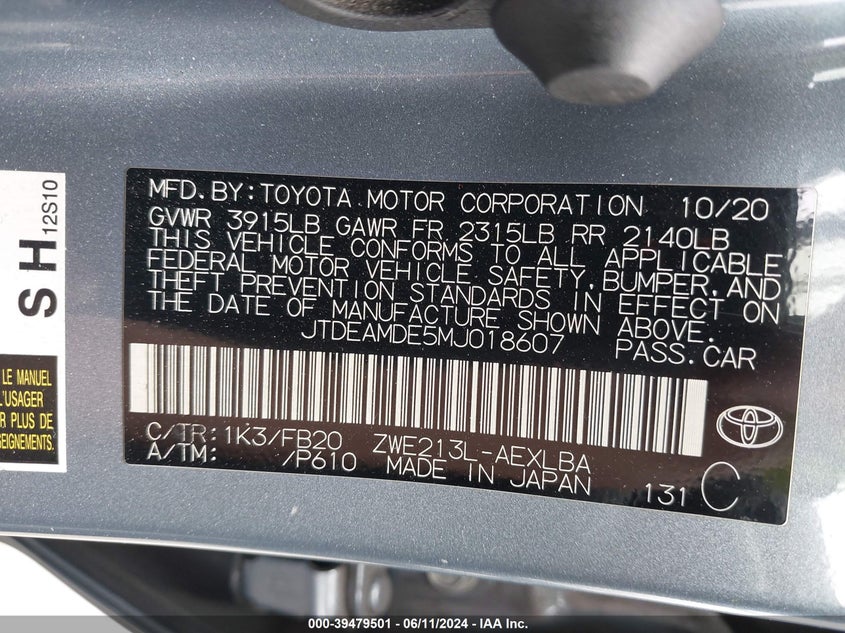 MFD. BY: TOYOTA MOTOR CORPORATION 10/20
GVWR 3915LB GAWR FR 2315LB RR 2140LB
THIS VEHICLE CONFORMS TO ALL APPLICABLE
FEDERAL MOTOR VEHICLE SAFETY, BUMPER, AND
THEFT PREVENTION STANDARDS IN EFFECT ON
THE DATE OF MANUFACTURE SHOWN ABOVE.
JTDEAMDE5MJ018607 PASS. CAR
C/TR: 1K3/FB20 ZWE213L-AEXLBA
A/TM: /P610 MADE IN JAPAN 131 C
SH 12S10
LE MANUEL
L'USAGER
R PLUS DE
SEIGNEMENTS.
000-39479501 - 06/11/2024 - IAA Inc.